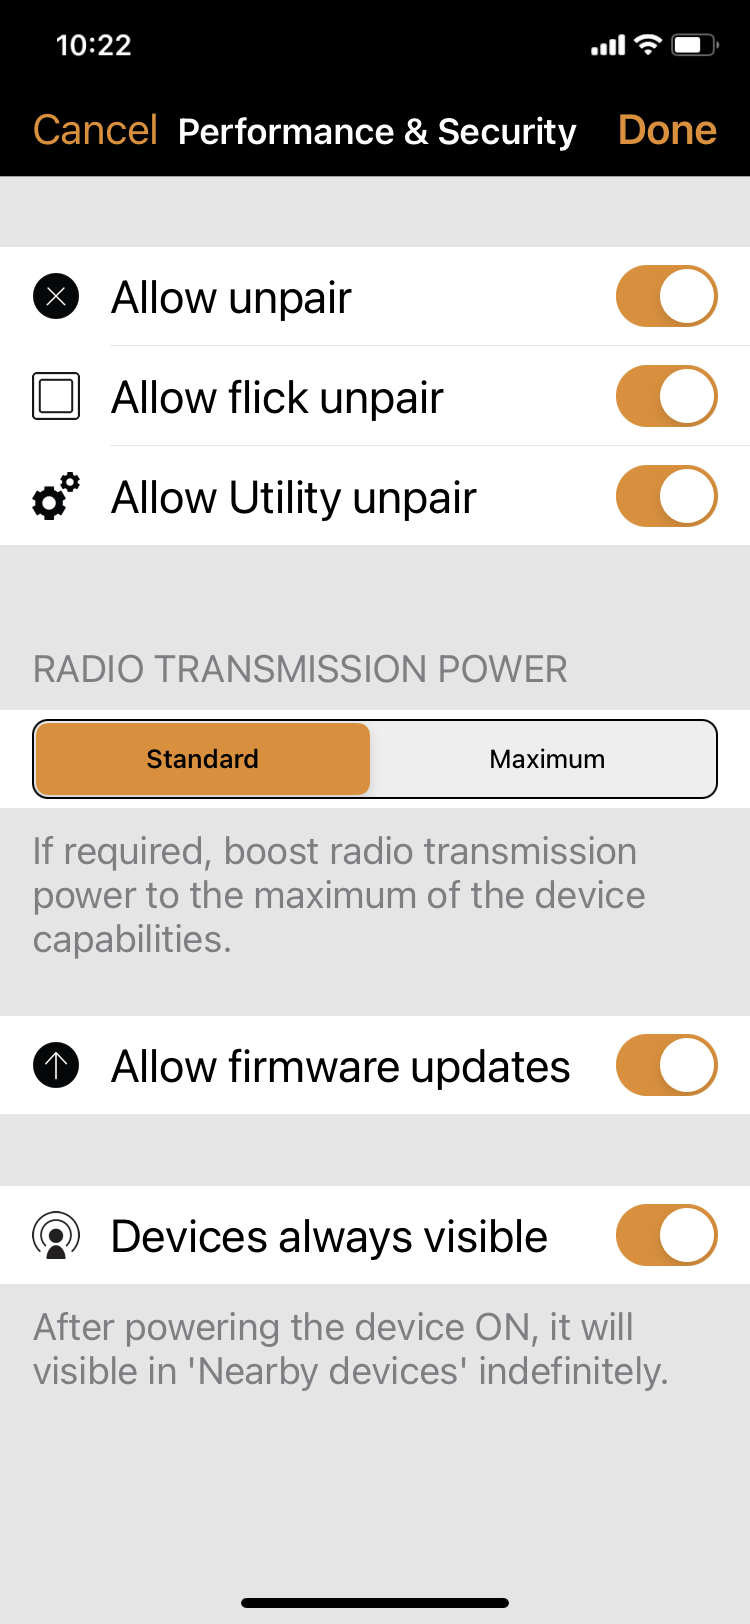 10:22
Cancel Performance & Security Done
Allow unpair
Allow flick unpair
Allow Utility unpair
RADIO TRANSMISSION POWER
Standard Maximum
If required, boost radio transmission
power to the maximum of the device
capabilities.
Allow firmware updates
Devices always visible
After powering the device ON, it will
visible in 'Nearby devices' indefinitely.